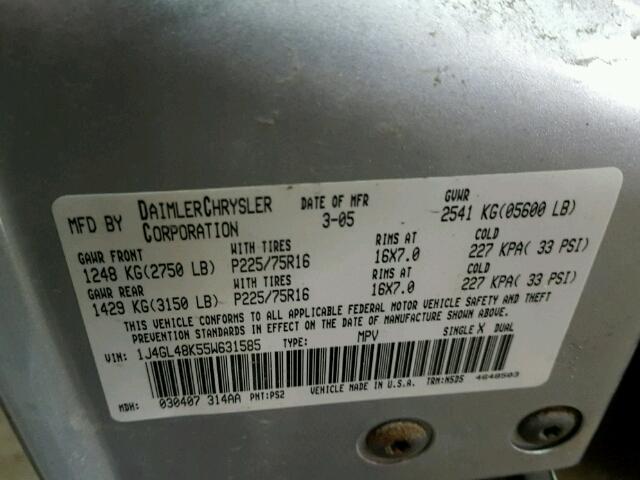 MFD BY DAIMLERCHRYSLER CORPORATION DATE OF MFR 3-05 GVWR 2541 KG(05600 LB)
GAWR FRONT WITH TIRES RIMS AT COLD
1248 KG(2750 LB) P225/75R16 16X7.0 227 KPA( 33 PSI)
GAWR REAR WITH TIRES RIMS AT COLD
1429 KG(3150 LB) P225/75R16 16X7.0 227 KPA( 33 PSI)
THIS VEHICLE CONFORMS TO ALL APPLICABLE FEDERAL MOTOR VEHICLE SAFETY AND THEFT
PREVENTION STANDARDS IN EFFECT ON THE DATE OF MANUFACTURE SHOWN ABOVE.
VIN: 1J4GL48K55W631585 TYPE: MPV SINGLE X DUAL
MDH: 030407 314AA PNT:PS2 VEHICLE MADE IN U.S.A. TRM:N5D5 4648503